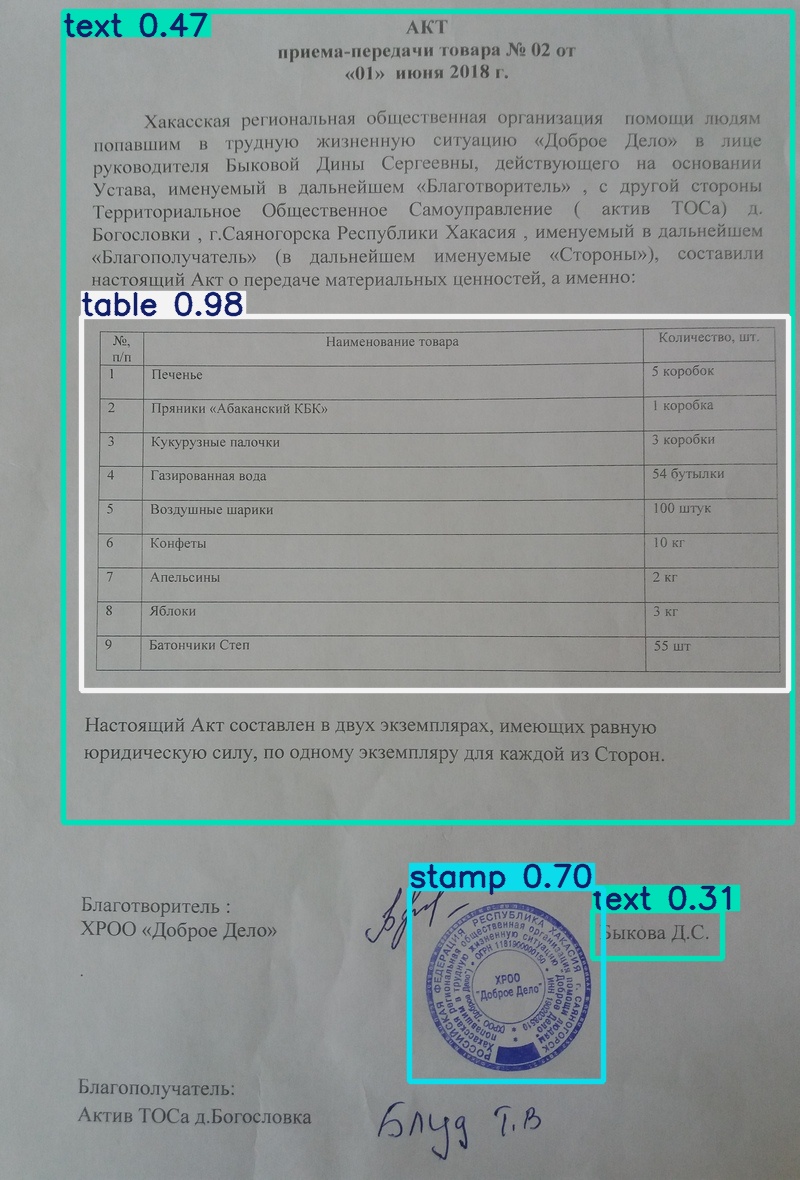 text 0.47
АКТ
приема-передачи товара № 02 от
«01» июня 2018 г.
Хакасская региональная общественная организация помощи людям
попавшим в трудную жизненную ситуацию «Доброе Дело» в лице
руководителя Быковой Дины Сергеевны, действующего на основании
Устава, именуемый в дальнейшем «Благотворитель» , с другой стороны
Территориальное Общественное Самоуправление ( актив ТОСа) д.
Богословки , г.Саяногорска Республики Хакасия , именуемый в дальнейшем
«Благополучатель» (в дальнейшем именуемые «Стороны»), составили
настоящий Акт о передаче материальных ценностей, а именно:
table 0.98
№, п/п Наименование товара Количество, шт.
1 Печенье 5 коробок
2 Пряники «Абаканский КБК» 1 коробка
3 Кукурузные палочки 3 коробки
4 Газированная вода 54 бутылки
5 Воздушные шарики 100 штук
6 Конфеты 10 кг
7 Апельсины 2 кг
8 Яблоки 3 кг
9 Батончики Степ 55 шт
Настоящий Акт составлен в двух экземплярах, имеющих равную
юридическую силу, по одному экземпляру для каждой из Сторон.
stamp 0.70
text 0.31
Благотворитель :
ХРОО «Доброе Дело»
Быкова Д.С.
РОССИЙСКАЯ ФЕДЕРАЦИЯ РЕСПУБЛИКА ХАКАСИЯ г. САЯНОГОРСК
Хакасская региональная общественная организация помощи людям
попавшим в трудную жизненную ситуацию "Доброе Дело"
ХРОО
"Доброе Дело"
Благополучатель:
Актив ТОСа д.Богословка
Блуд Т.В